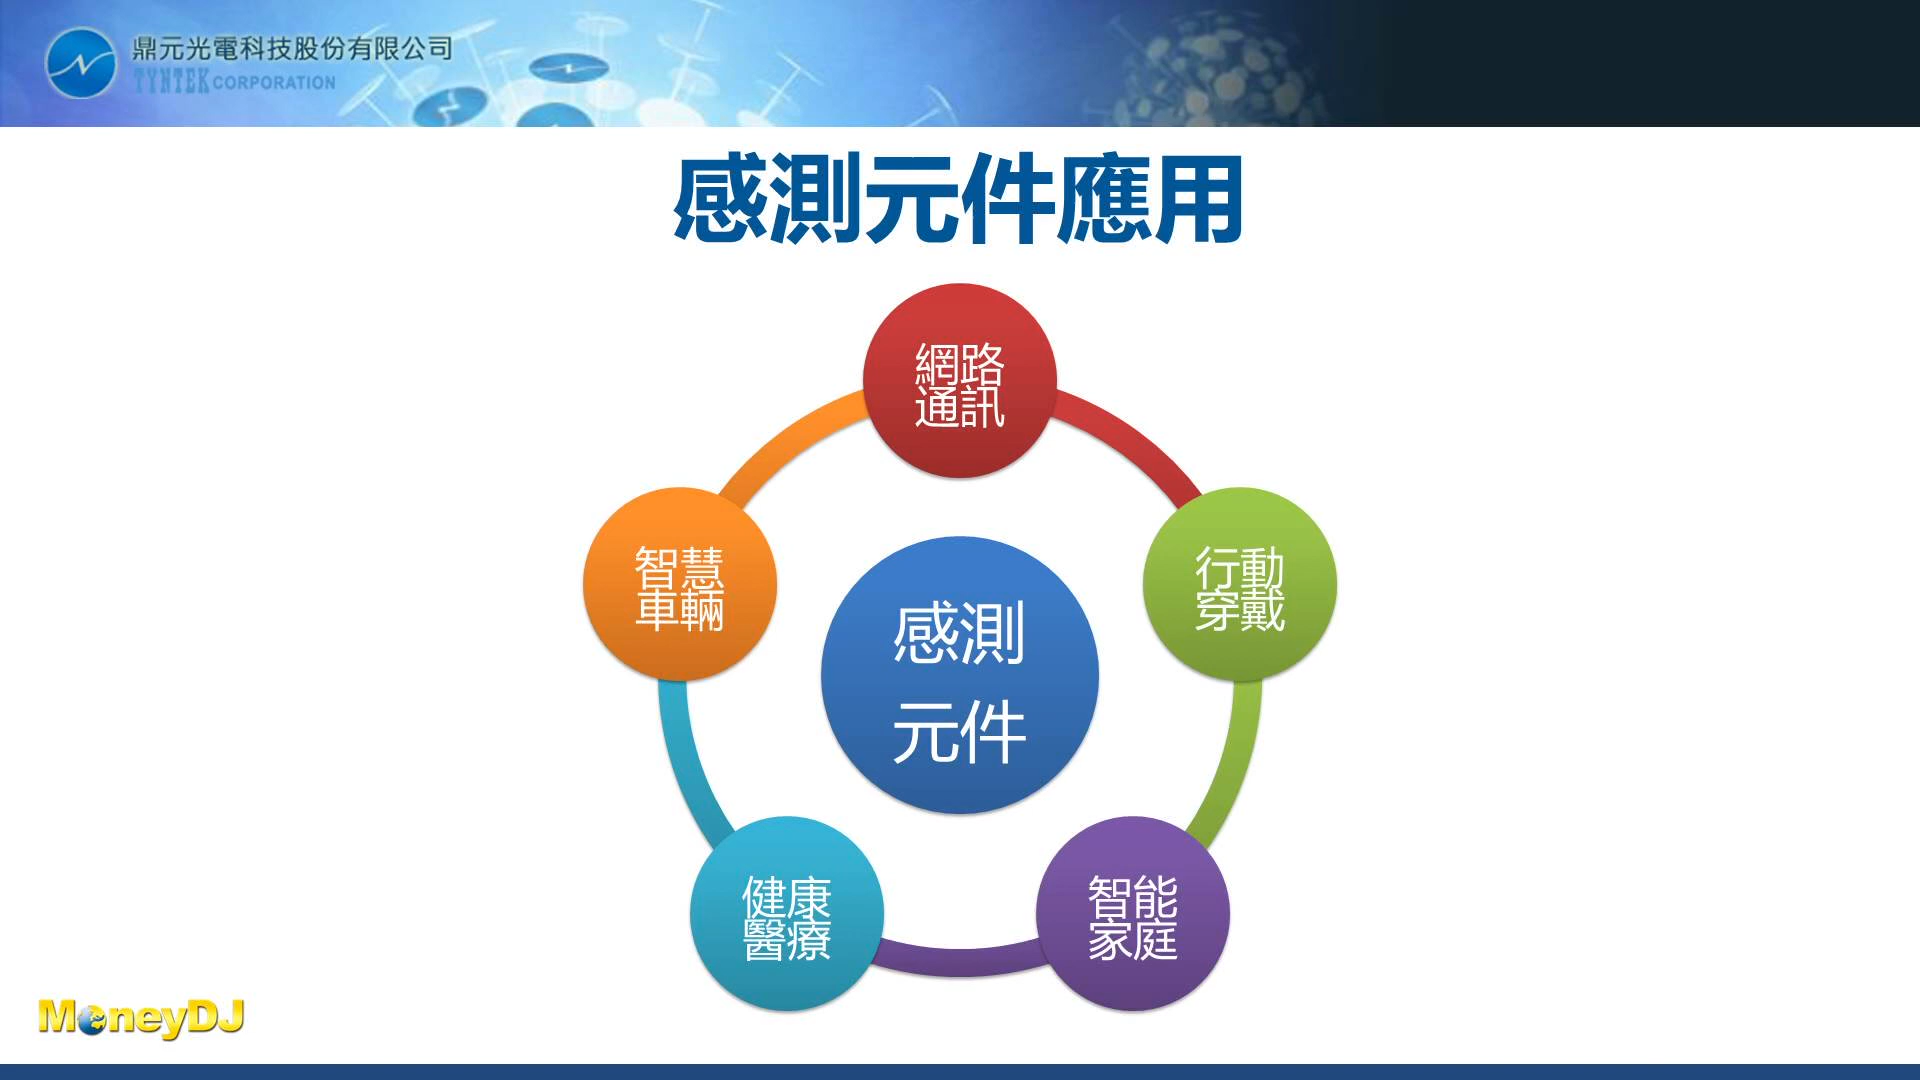 鼎元光電科技股份有限公司
TYNTEK CORPORATION
感測元件應用
網路
通訊
行動
穿戴
智能
家庭
健康
醫療
智慧
車輛
感測
元件
MoneyDJ